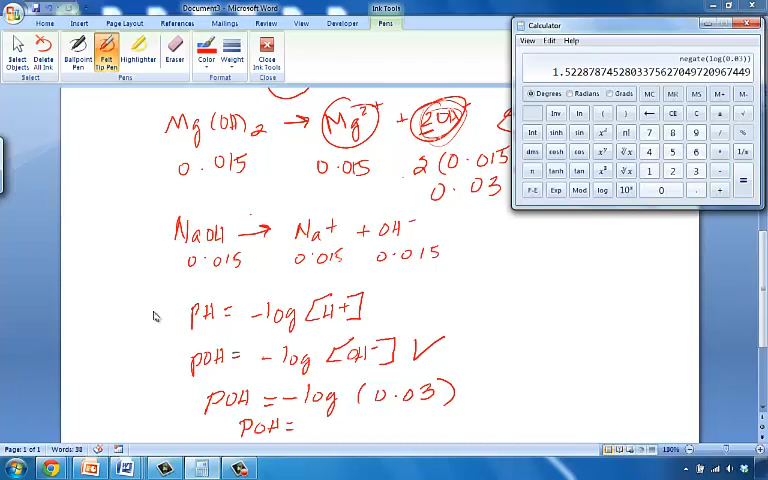 Document3 - Microsoft Word
Ink Tools
Home Insert Page Layout References Mailings Review View Developer Pens
Select Objects
Delete All Inks
Ballpoint Pen
Felt Tip Pen
Highlighter
Eraser
Color
Weight
Close Ink Tools
Select
Pens
Format
Close
Calculator
View Edit Help
negate(log(0.03))
1.5228787452803375627049720967449
Degrees Radians Grads MC MR MS M+ M-
Inv ln ( ) ← CE C ± √
Int sinh sin x² n! 7 8 9 / %
dms cosh cos xʸ ʸ√x 4 5 6 * 1/x
π tanh tan x³ ³√x 1 2 3 - =
F-E Exp Mod log 10ˣ 0 . +
Mg(OH)₂ → Mg²⁺ + 2OH⁻
0.015 0.015 2(0.015
0.03
NaOH → Na+ + OH⁻
0.015 0.015 0.015
PH = -log [H+]
POH = -log [OH⁻] ✓
POH = -log (0.03)
POH =
Page: 1 of 1 Words: 38 130%